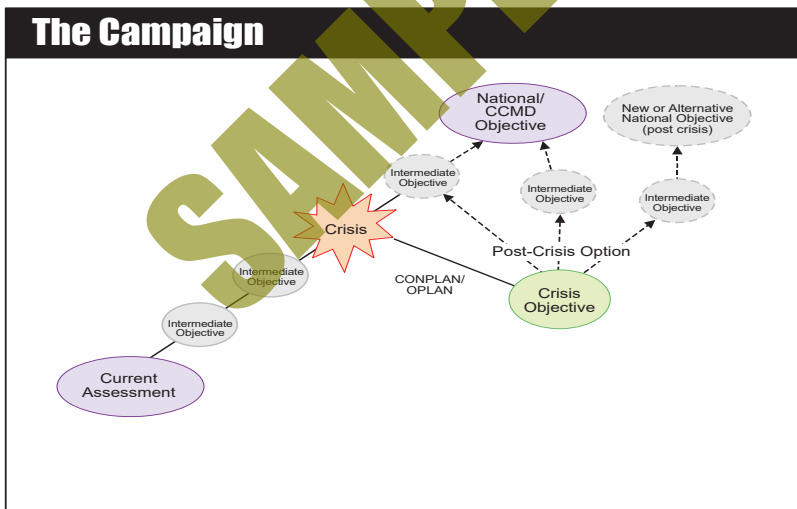 The Campaign
SAMPLE
National/
CCMD
Objective
New or Alternative
National Objective
(post crisis)
Intermediate
Objective
Intermediate
Objective
Intermediate
Objective
Crisis
Post-Crisis Option
Intermediate
Objective
CONPLAN/
OPLAN
Crisis
Objective
Intermediate
Objective
Current
Assessment